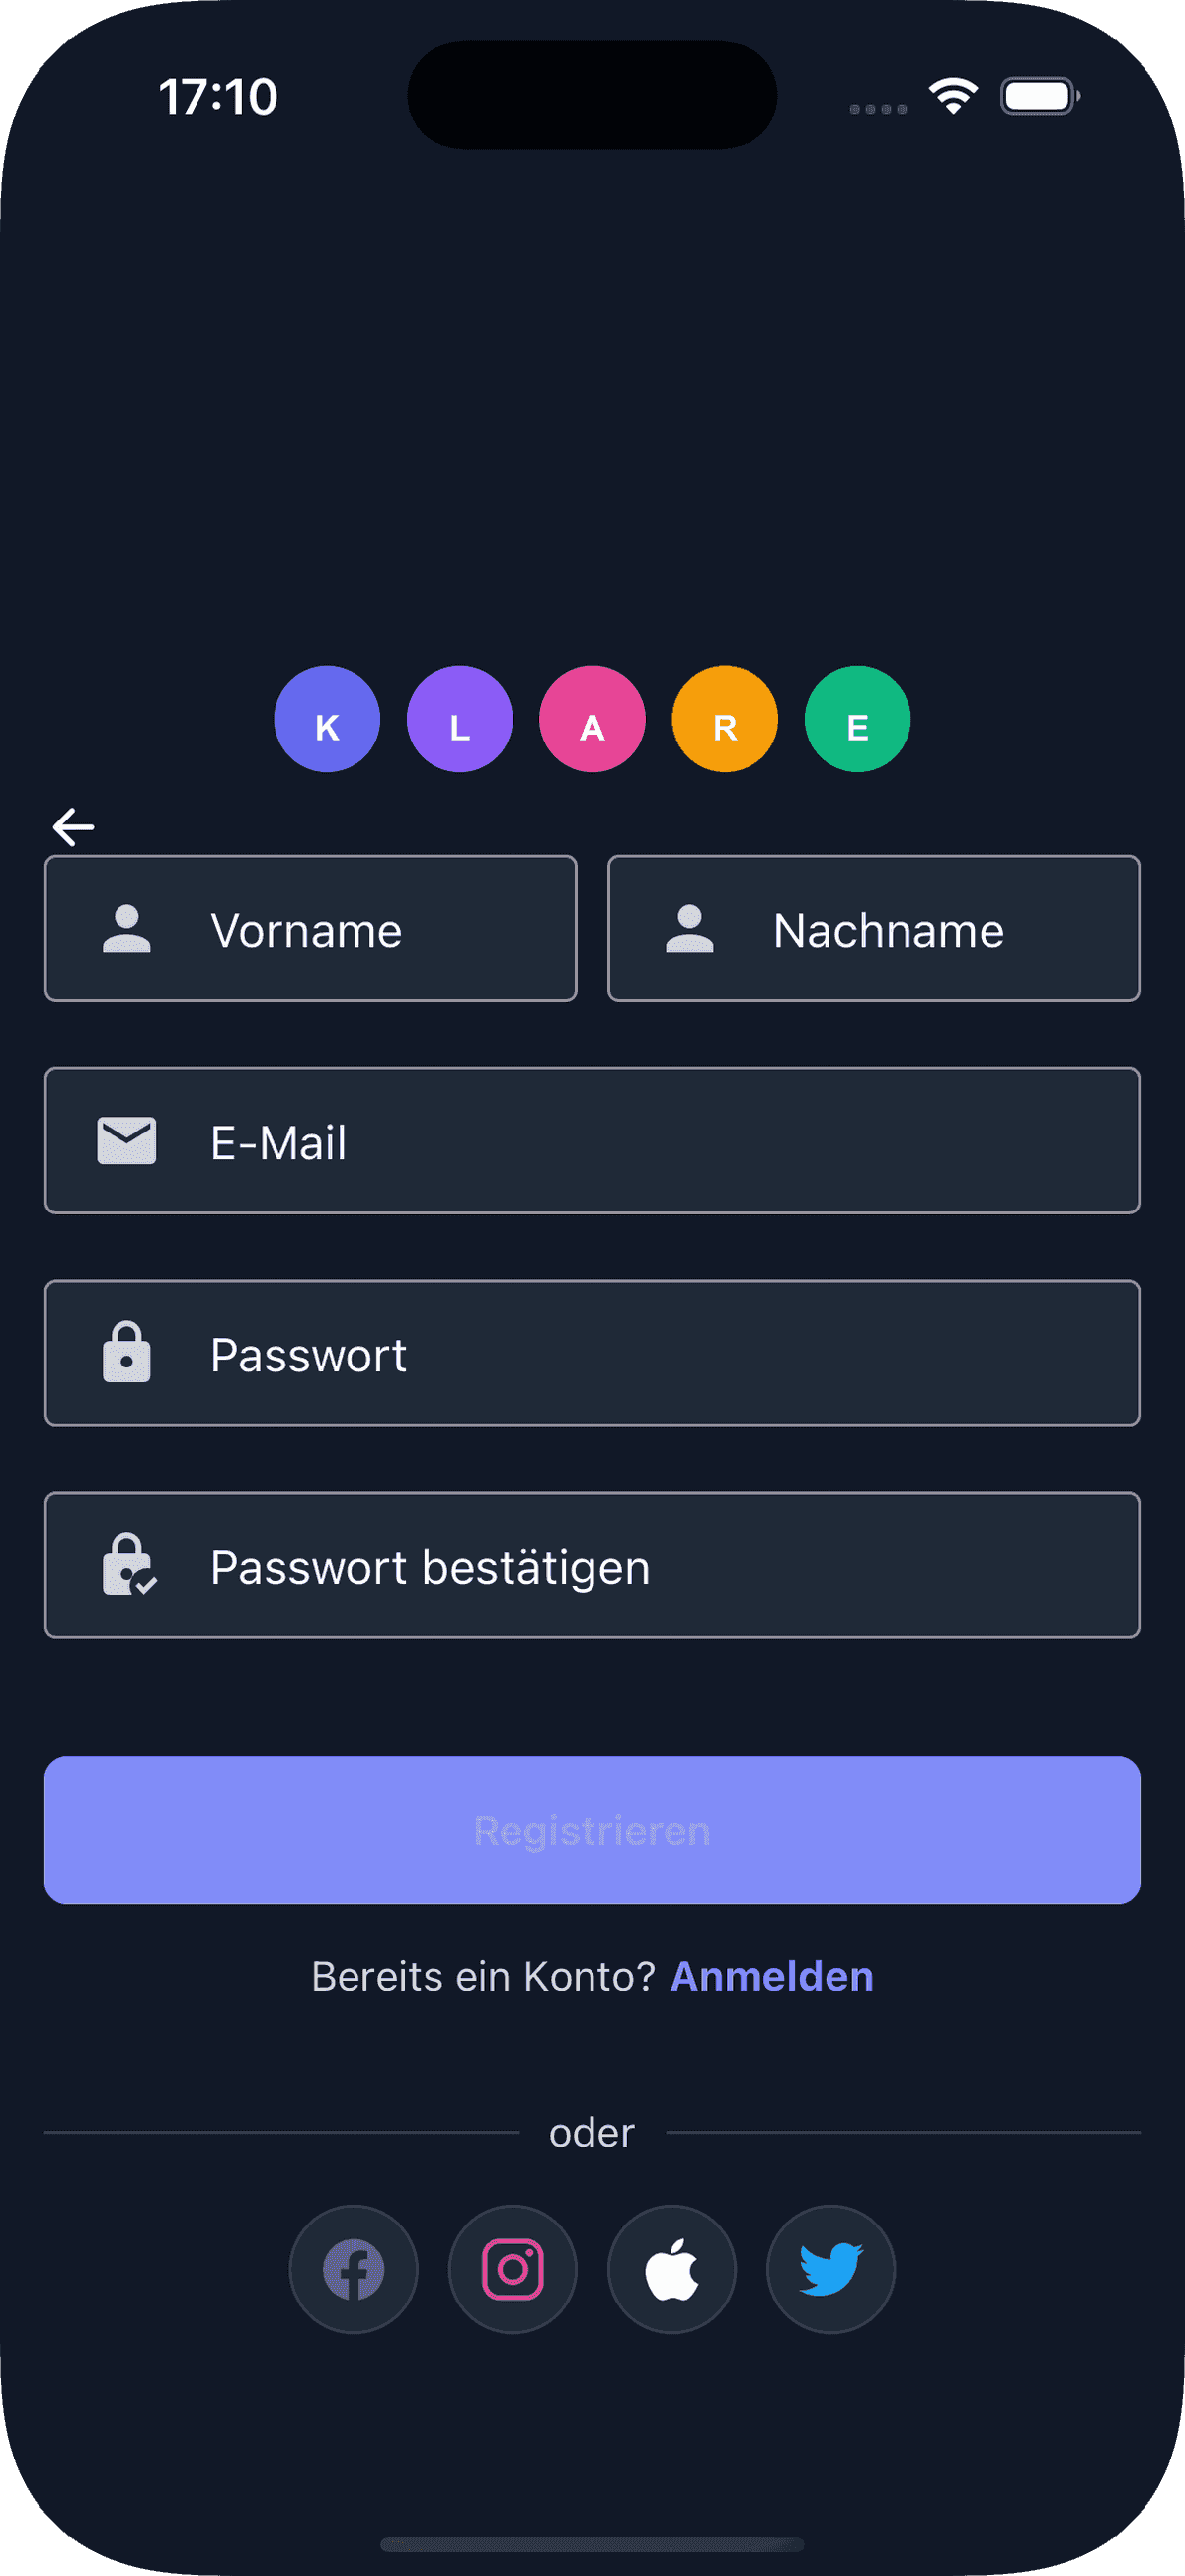 17:10
K L A R E
Vorname Nachname
E-Mail
Passwort
Passwort bestätigen
Registrieren
Bereits ein Konto? Anmelden
oder